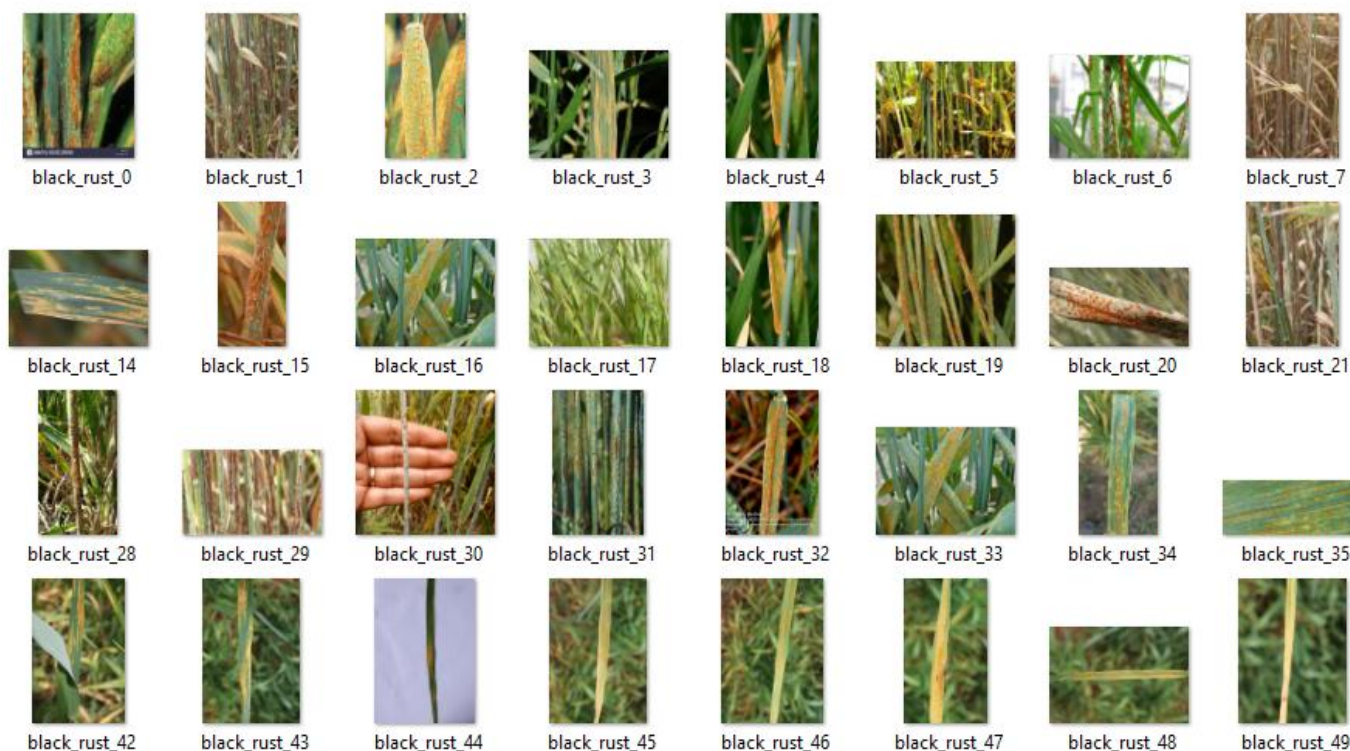 black_rust_0 black_rust_1 black_rust_2 black_rust_3 black_rust_4 black_rust_5 black_rust_6 black_rust_7
black_rust_14 black_rust_15 black_rust_16 black_rust_17 black_rust_18 black_rust_19 black_rust_20 black_rust_21
black_rust_28 black_rust_29 black_rust_30 black_rust_31 black_rust_32 black_rust_33 black_rust_34 black_rust_35
black_rust_42 black_rust_43 black_rust_44 black_rust_45 black_rust_46 black_rust_47 black_rust_48 black_rust_49